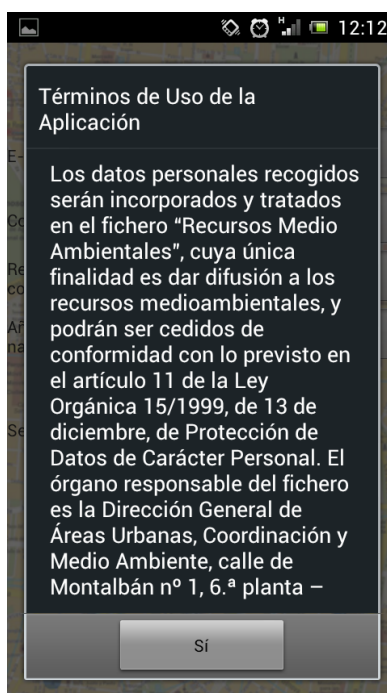 H
12:12
Términos de Uso de la
Aplicación
Los datos personales recogidos
serán incorporados y tratados
en el fichero “Recursos Medio
Ambientales”, cuya única
finalidad es dar difusión a los
recursos medioambientales, y
podrán ser cedidos de
conformidad con lo previsto en
el artículo 11 de la Ley
Orgánica 15/1999, de 13 de
diciembre, de Protección de
Datos de Carácter Personal. El
órgano responsable del fichero
es la Dirección General de
Áreas Urbanas, Coordinación y
Medio Ambiente, calle de
Montalbán nº 1, 6.ª planta –
Sí